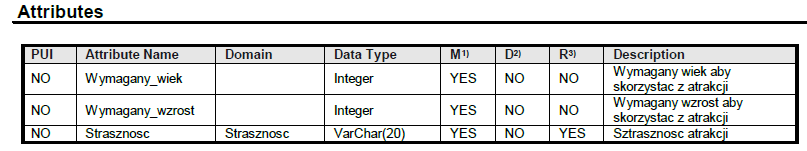 Attributes
PUI Attribute Name Domain Data Type M1) D2) R3) Description
NO Wymagany_wiek Integer YES NO NO Wymagany wiek aby
skorzystac z atrakcji
NO Wymagany_wzrost Integer YES NO NO Wymagany wzrost aby
skorzystac z atrakcji
NO Strasznosc Strasznosc VarChar(20) YES NO YES Sztrasznosc atrakcji